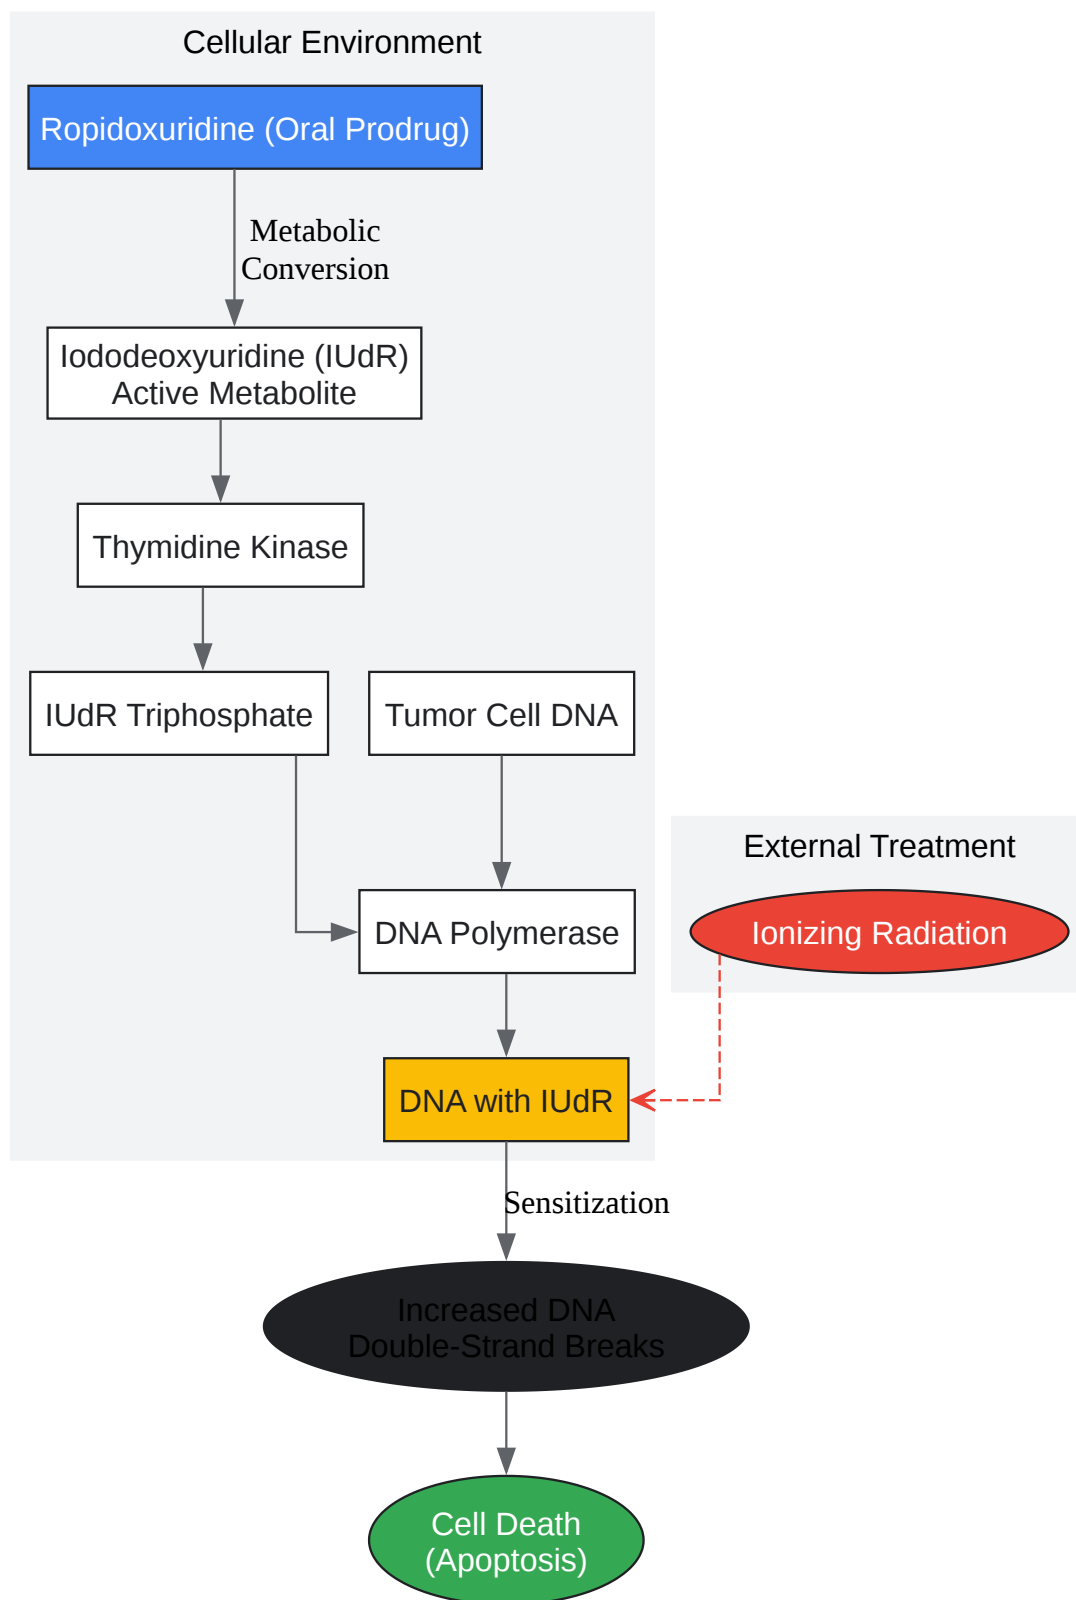 Cellular Environment
Ropidoxuridine (Oral Prodrug)
Metabolic
Conversion
Iododeoxyuridine (IUdR)
Active Metabolite
Thymidine Kinase
IUdR Triphosphate
Tumor Cell DNA
External Treatment
DNA Polymerase
Ionizing Radiation
DNA with IUdR
Sensitization
Increased DNA
Double-Strand Breaks
Cell Death
(Apoptosis)